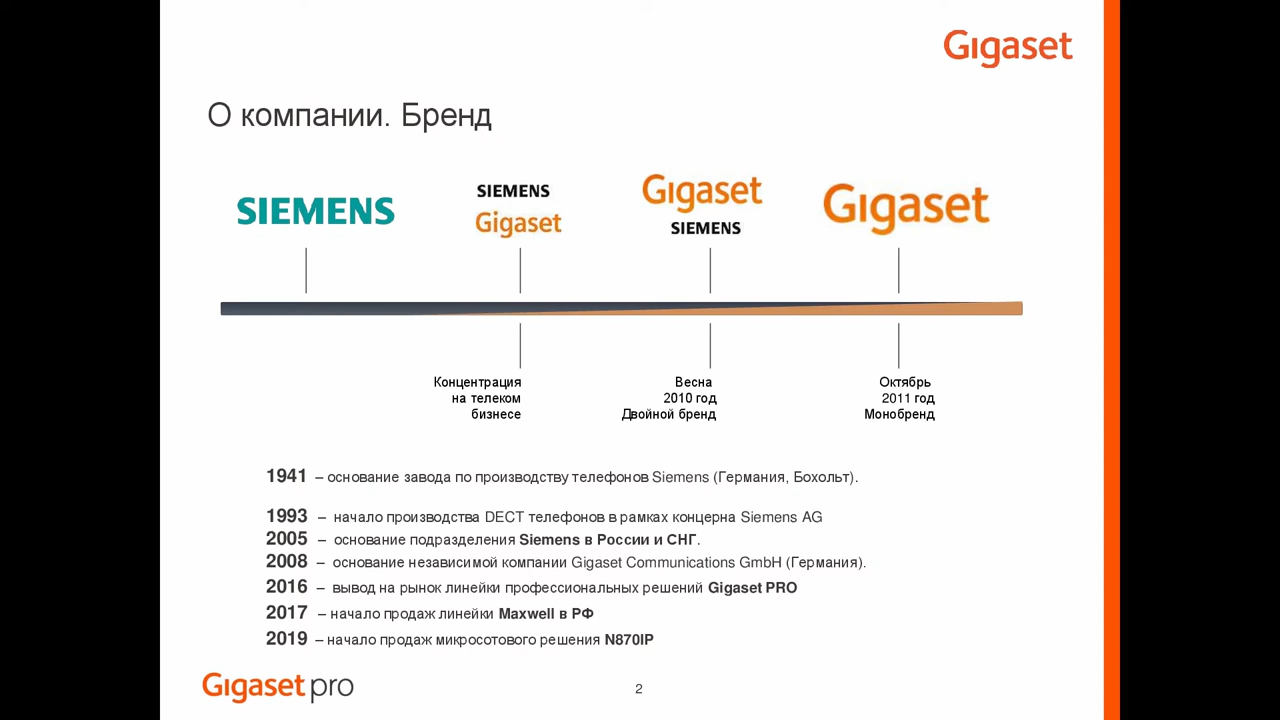 Gigaset
О компании. Бренд
SIEMENS
SIEMENS
Gigaset
Gigaset
SIEMENS
Gigaset
Концентрация
на телеком
бизнесе
Весна
2010 год
Двойной бренд
Октябрь
2011 год
Монобренд
1941 – основание завода по производству телефонов Siemens (Германия, Бохольт).
1993 – начало производства DECT телефонов в рамках концерна Siemens AG
2005 – основание подразделения Siemens в России и СНГ.
2008 – основание независимой компании Gigaset Communications GmbH (Германия).
2016 – вывод на рынок линейки профессиональных решений Gigaset PRO
2017 – начало продаж линейки Maxwell в РФ
2019 – начало продаж микросотового решения N870IP
Gigaset pro
2